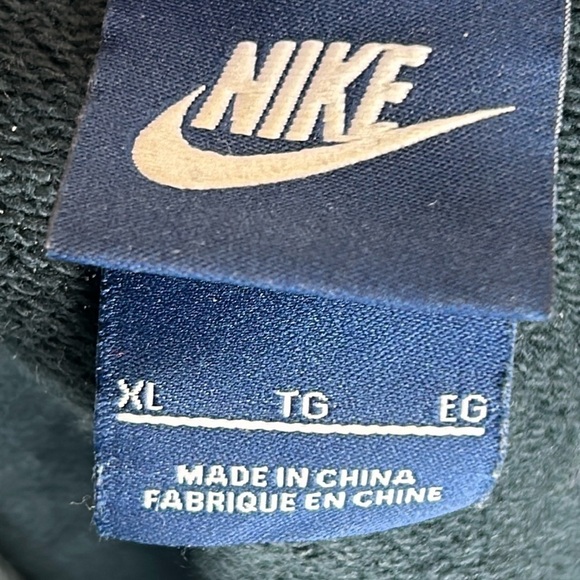 NIKE
XL TG EG
MADE IN CHINA
FABRIQUE EN CHINE